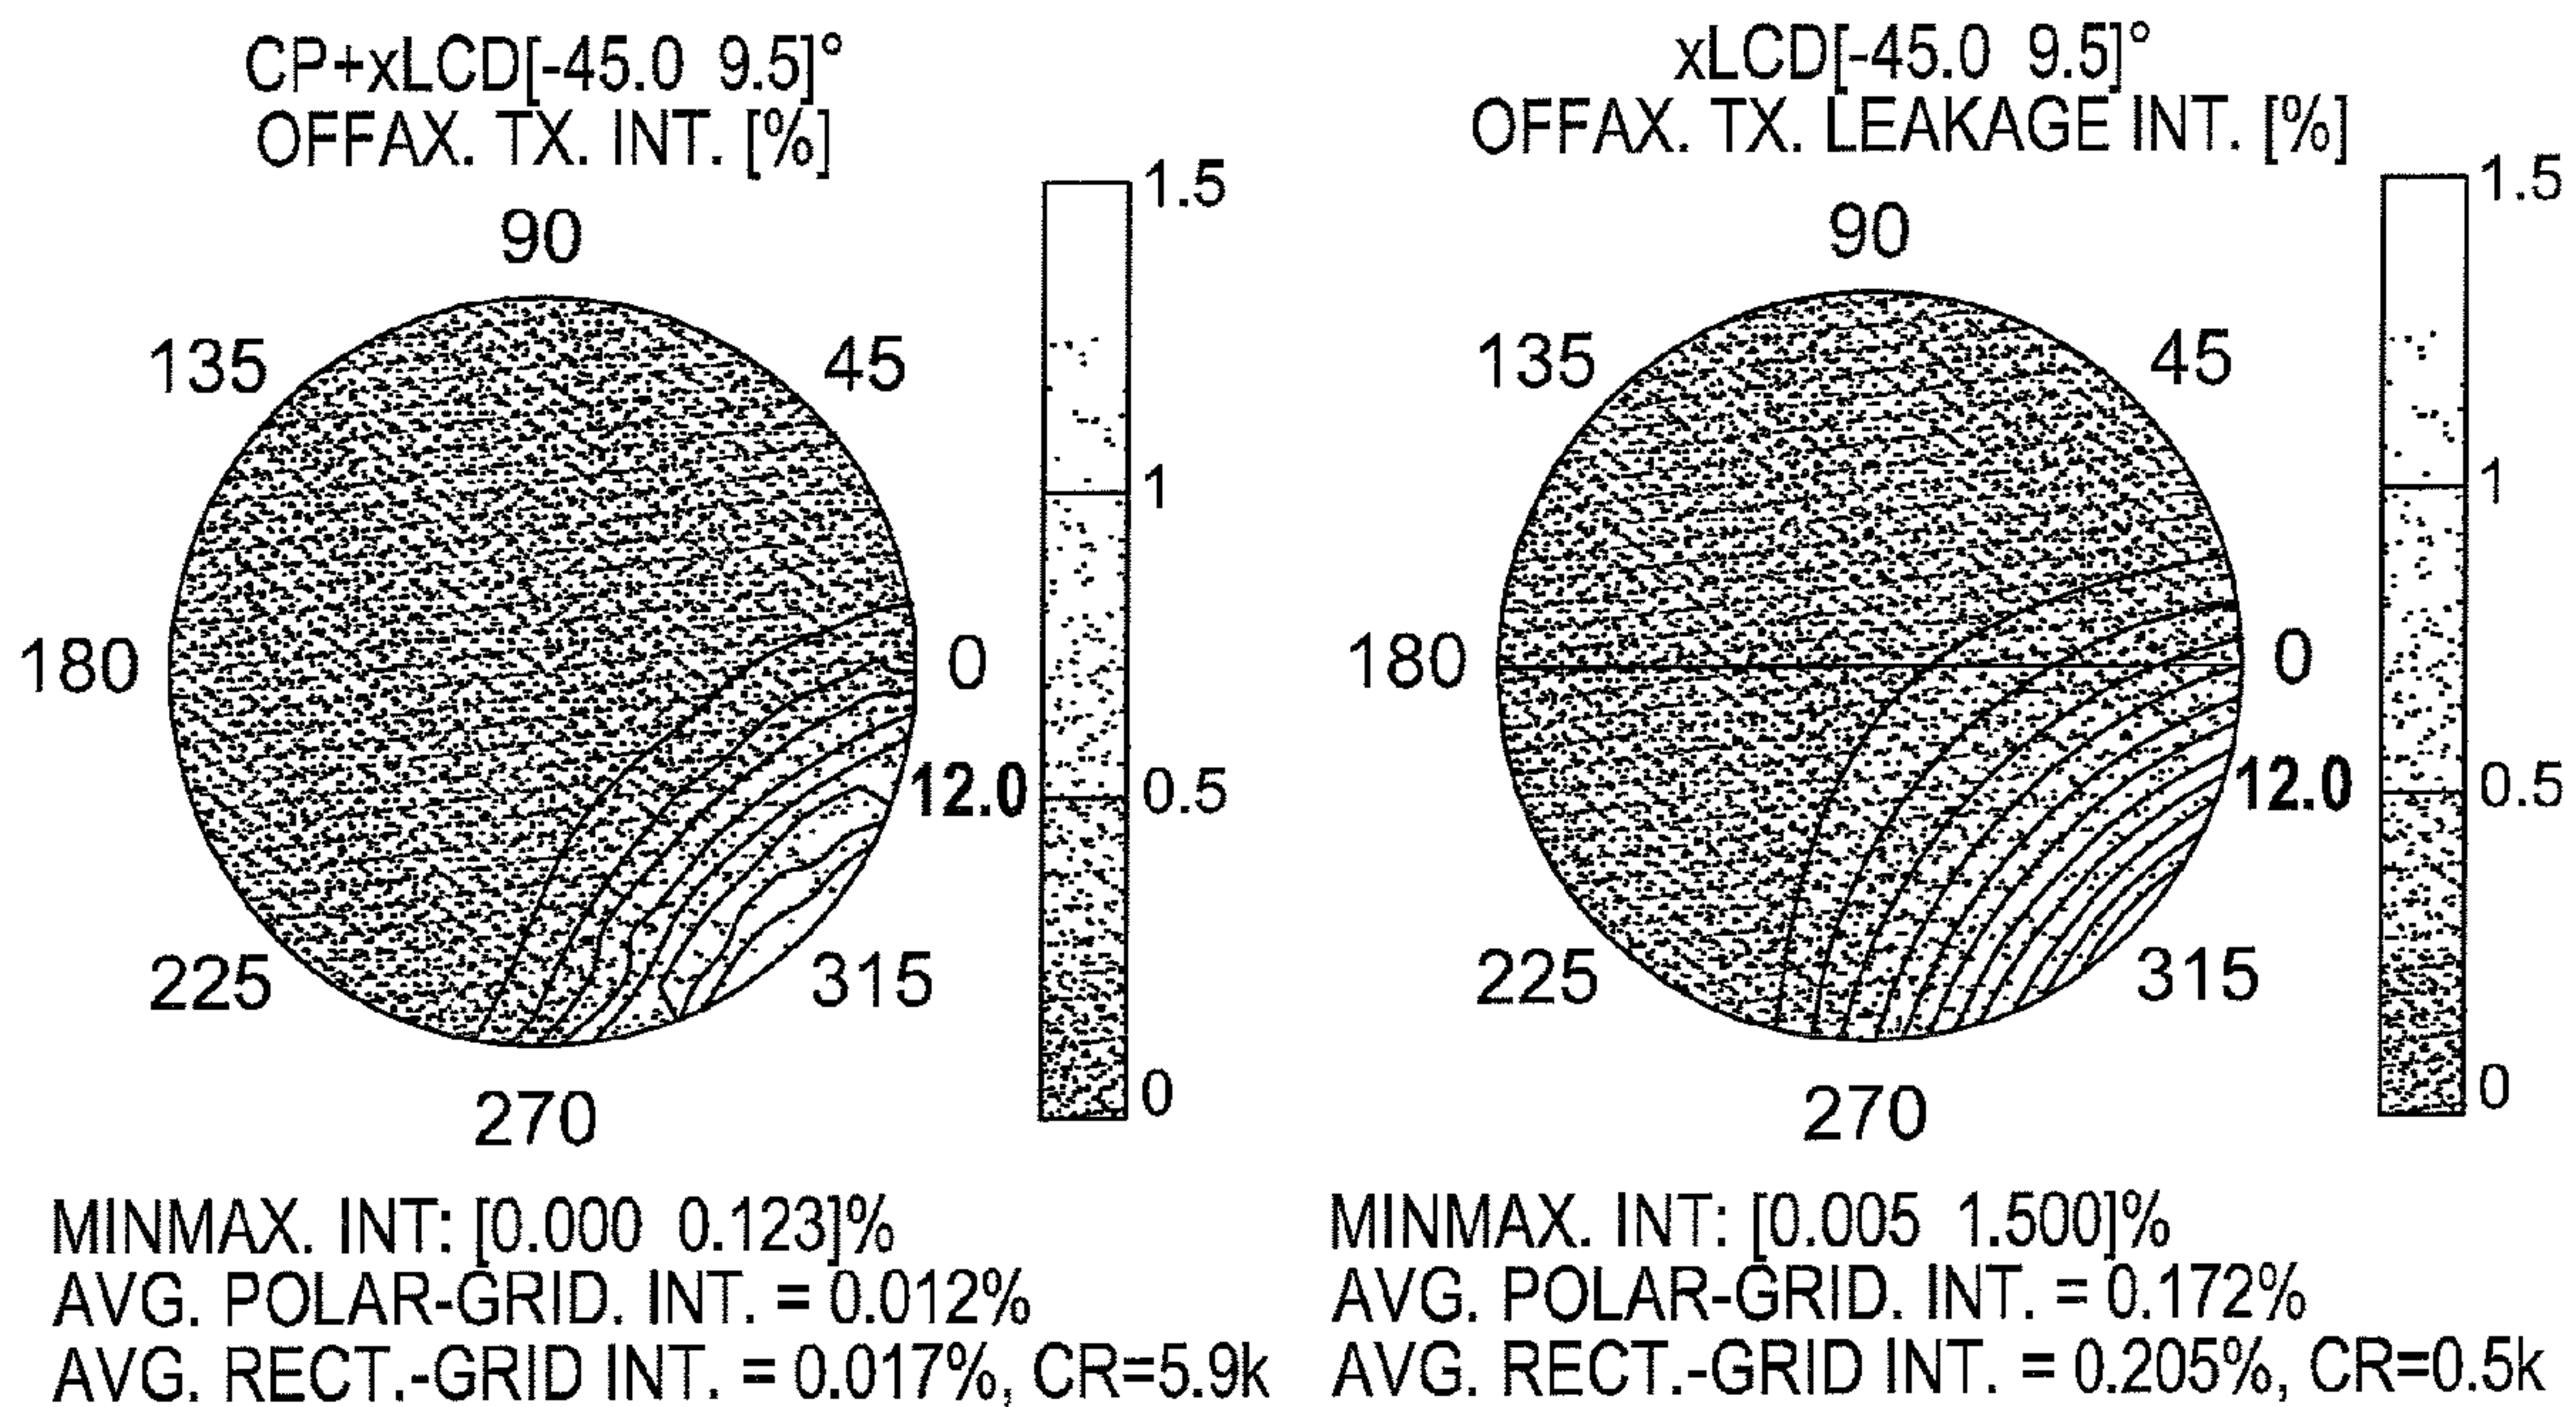 CP+xLCD[-45.0 9.5]°
OFFAX. TX. INT. [%]
90
135
45
180
0
12.0
225
315
270
1.5
1
0.5
0
MINMAX. INT: [0.000 0.123]%
AVG. POLAR-GRID. INT. = 0.012%
AVG. RECT.-GRID INT. = 0.017%, CR=5.9k
xLCD[-45.0 9.5]°
OFFAX. TX. LEAKAGE INT. [%]
90
135
45
180
0
12.0
225
315
270
1.5
1
0.5
0
MINMAX. INT: [0.005 1.500]%
AVG. POLAR-GRID. INT. = 0.172%
AVG. RECT.-GRID INT. = 0.205%, CR=0.5k